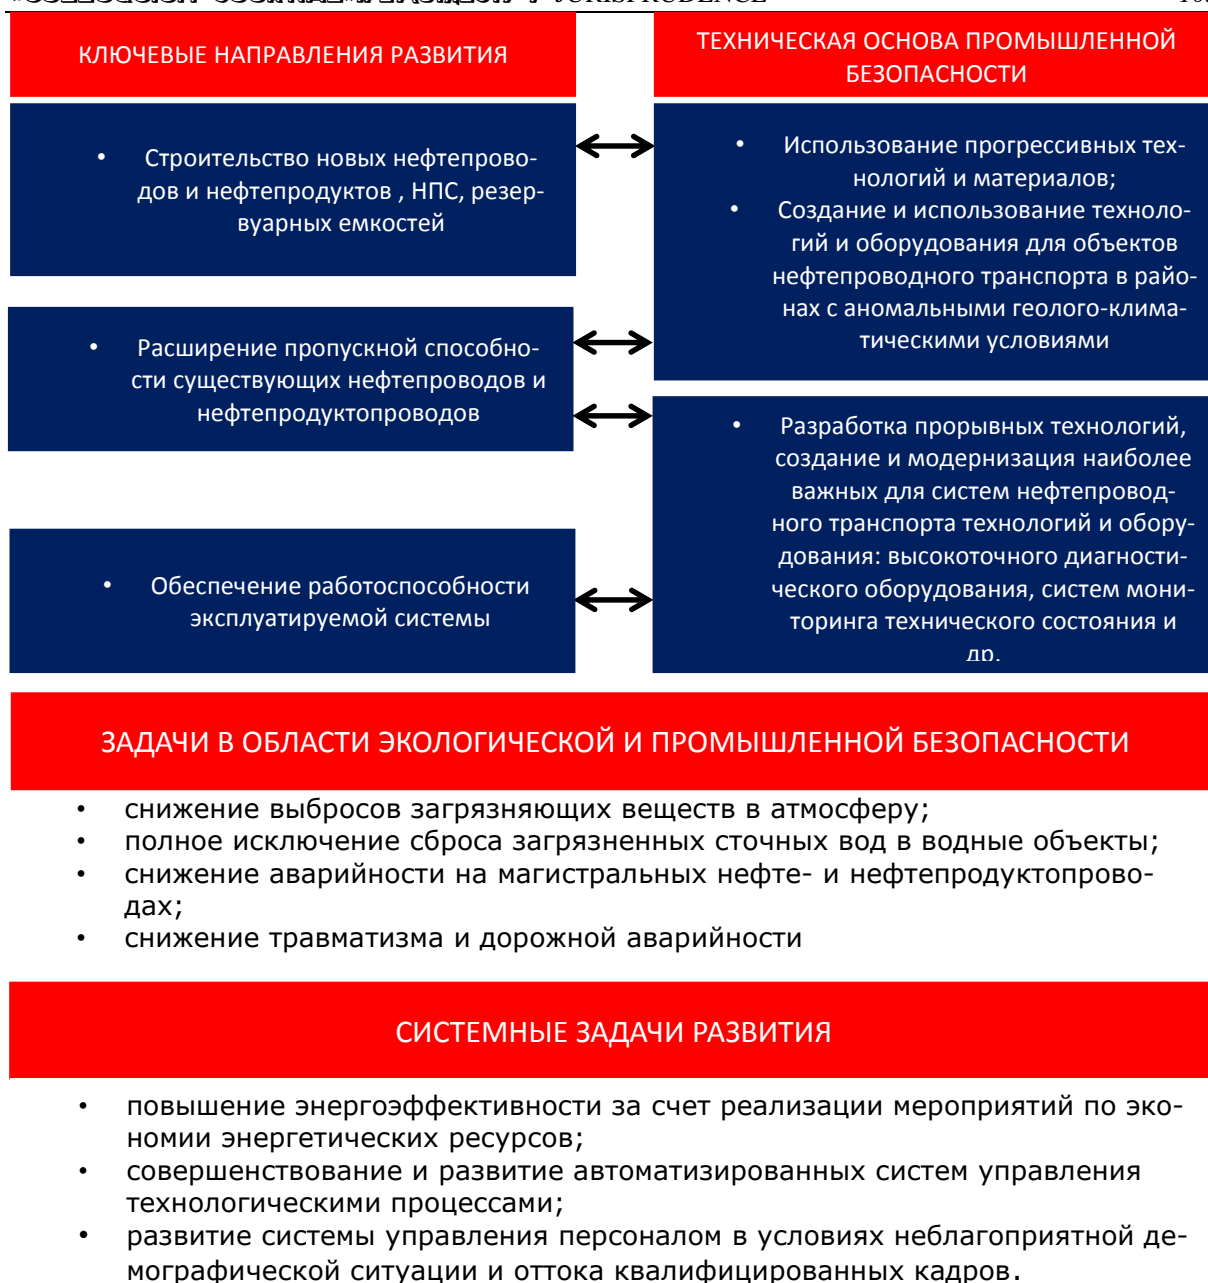 JURISPRUDENCE
КЛЮЧЕВЫЕ НАПРАВЛЕНИЯ РАЗВИТИЯ
ТЕХНИЧЕСКАЯ ОСНОВА ПРОМЫШЛЕННОЙ
БЕЗОПАСНОСТИ
• Строительство новых нефтепрово-
дов и нефтепродуктов , НПС, резер-
вуарных емкостей
• Расширение пропускной способно-
сти существующих нефтепроводов и
нефтепродуктопроводов
• Обеспечение работоспособности
эксплуатируемой системы
• Использование прогрессивных тех-
нологий и материалов;
• Создание и использование техноло-
гий и оборудования для объектов
нефтепроводного транспорта в райо-
нах с аномальными геолого-клима-
тическими условиями
• Разработка прорывных технологий,
создание и модернизация наиболее
важных для систем нефтепровод-
ного транспорта технологий и обору-
дования: высокоточного диагности-
ческого оборудования, систем мони-
торинга технического состояния и
др.
ЗАДАЧИ В ОБЛАСТИ ЭКОЛОГИЧЕСКОЙ И ПРОМЫШЛЕННОЙ БЕЗОПАСНОСТИ
• снижение выбросов загрязняющих веществ в атмосферу;
• полное исключение сброса загрязненных сточных вод в водные объекты;
• снижение аварийности на магистральных нефте- и нефтепродуктопрово-
дах;
• снижение травматизма и дорожной аварийности
СИСТЕМНЫЕ ЗАДАЧИ РАЗВИТИЯ
• повышение энергоэффективности за счет реализации мероприятий по эко-
номии энергетических ресурсов;
• совершенствование и развитие автоматизированных систем управления
технологическими процессами;
• развитие системы управления персоналом в условиях неблагоприятной де-
мографической ситуации и оттока квалифицированных кадров.